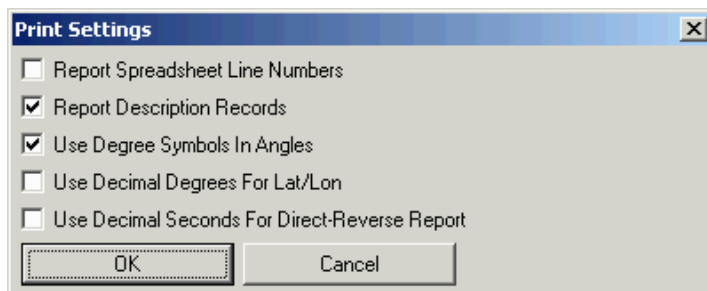 Print Settings
Report Spreadsheet Line Numbers
Report Description Records
Use Degree Symbols In Angles
Use Decimal Degrees For Lat/Lon
Use Decimal Seconds For Direct-Reverse Report
OK Cancel